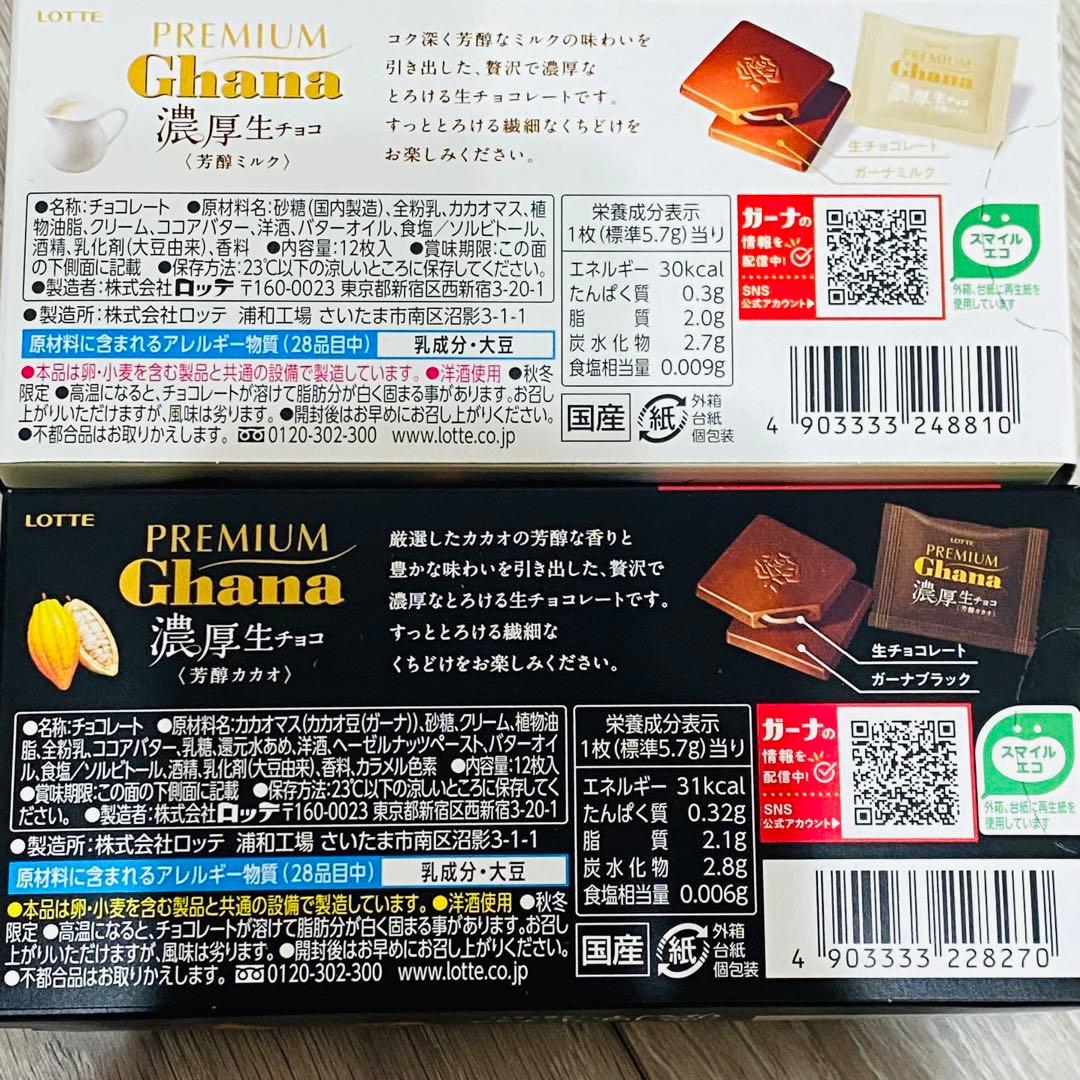 LOTTE
PREMIUM
Ghana
濃厚生チョコ
〈芳醇ミルク〉
コク深く芳醇なミルクの味わいを
引き出した、贅沢で濃厚な
とろける生チョコレートです。
すっととろける繊細なくちどけを
お楽しみください。
LOTTE
PREMIUM
Ghana
濃厚生チョコ
生チョコレート
ガーナミルク
●名称:チョコレート ●原材料名:砂糖(国内製造)、全粉乳、カカオマス、植
物油脂、クリーム、ココアバター、洋酒、バターオイル、食塩/ソルビトール、
酒精、乳化剤(大豆由来)、香料 ●内容量:12枚入 ●賞味期限:この面
の下側面に記載 ●保存方法:23℃以下の涼しいところに保存してください。
●製造者:株式会社ロッテ 〒160-0023 東京都新宿区西新宿3-20-1
●製造所:株式会社ロッテ 浦和工場 さいたま市南区沼影3-1-1
原材料に含まれるアレルギー物質(28品目中) 乳成分・大豆
●本品は卵・小麦を含む製品と共通の設備で製造しています。●洋酒使用 ●秋冬
限定 ●高温になると、チョコレートが溶けて脂肪分が白く固まる事があります。お召し
上がりいただけますが、風味は劣ります。●開封後はお早めにお召し上がりください。
●不都合品はお取りかえします。 0120-302-300 www.lotte.co.jp
栄養成分表示
1枚(標準5.7g)当り
エネルギー 30kcal
たんぱく質 0.3g
脂質 2.0g
炭水化物 2.7g
食塩相当量 0.009g
国産
紙
外箱
台紙
個包装
ガーナの
情報を
配信中!
SNS
公式アカウント
スマイル
エコ
外箱、台紙に再生紙を
使用しています
4 903333 248810
LOTTE
PREMIUM
Ghana
濃厚生チョコ
〈芳醇カカオ〉
厳選したカカオの芳醇な香りと
豊かな味わいを引き出した、贅沢で
濃厚なとろける生チョコレートです。
すっととろける繊細な
くちどけをお楽しみください。
LOTTE
PREMIUM
Ghana
濃厚生チョコ
〈芳醇カカオ〉
生チョコレート
ガーナブラック
●名称:チョコレート ●原材料名:カカオマス(カカオ豆(ガーナ))、砂糖、クリーム、植物油
脂、全粉乳、ココアバター、乳糖、還元水あめ、洋酒、ヘーゼルナッツペースト、バターオイ
ル、食塩/ソルビトール、酒精、乳化剤(大豆由来)、香料、カラメル色素 ●内容量:12枚入
●賞味期限:この面の下側面に記載 ●保存方法:23℃以下の涼しいところに保存してく
ださい。 ●製造者:株式会社ロッテ〒160-0023 東京都新宿区西新宿3-20-1
●製造所:株式会社ロッテ 浦和工場 さいたま市南区沼影3-1-1
原材料に含まれるアレルギー物質(28品目中) 乳成分・大豆
●本品は卵・小麦を含む製品と共通の設備で製造しています。●洋酒使用 ●秋冬
限定 ●高温になると、チョコレートが溶けて脂肪分が白く固まる事があります。お召し
上がりいただけますが、風味は劣ります。●開封後はお早めにお召し上がりください。
●不都合品はお取りかえします。 0120-302-300 www.lotte.co.jp
栄養成分表示
1枚(標準5.7g)当り
エネルギー 31kcal
たんぱく質 0.32g
脂質 2.1g
炭水化物 2.8g
食塩相当量 0.006g
国産
紙
外箱
台紙
個包装
ガーナの
情報を
配信中!
SNS
公式アカウント
スマイル
エコ
外箱、台紙に再生紙を
使用しています
4 903333 228270